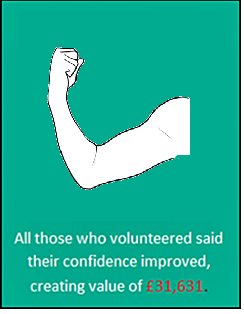 All those who volunteered said
their confidence improved,
creating value of £31,631.